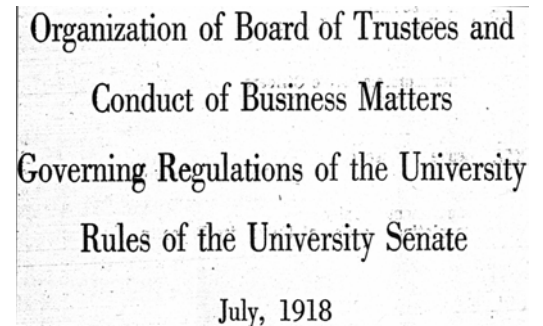 Organization of Board of Trustees and
Conduct of Business Matters
Governing Regulations of the University
Rules of the University Senate
July, 1918